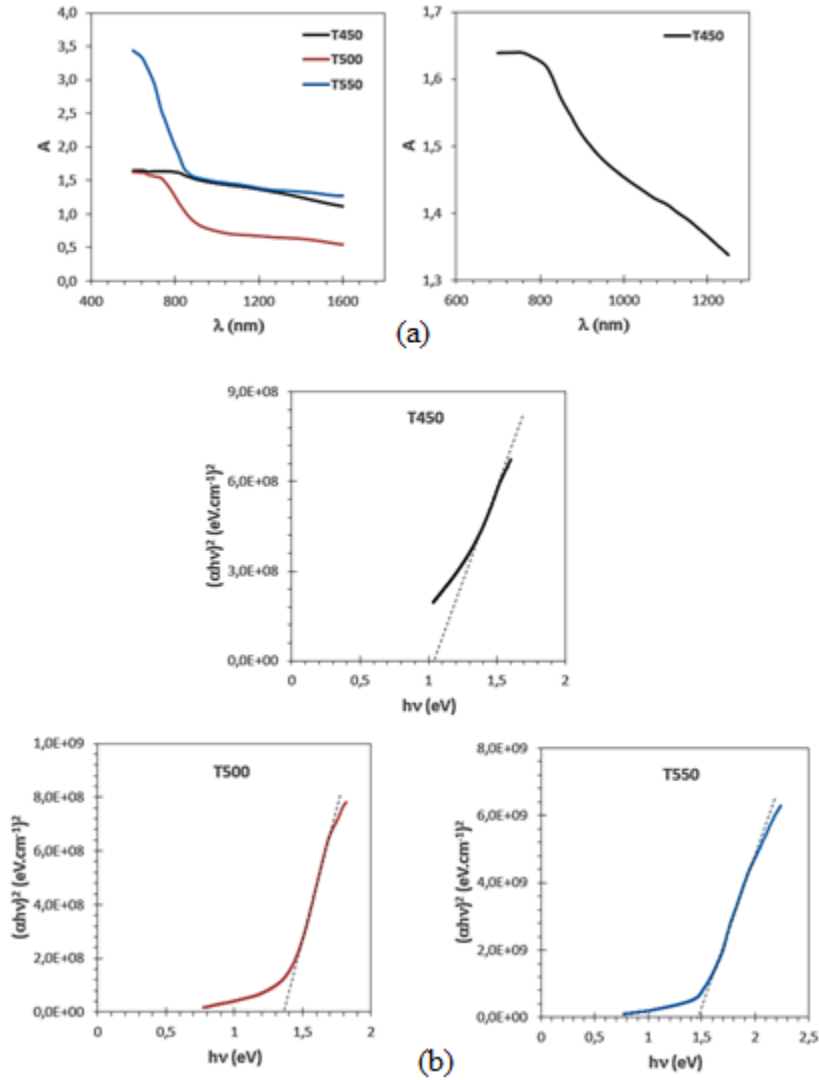 4,0
3,5
3,0
2,5
2,0
1,5
1,0
0,5
0,0
A
400 800 1200 1600
λ (nm)
T450
T500
T550
1,7
1,6
1,5
1,4
1,3
A
600 800 1000 1200
λ (nm)
T450
(a)
9,0E+08
6,0E+08
3,0E+08
0,0E+00
(αhν)² (eV.cm⁻¹)²
T450
0 0,5 1 1,5 2
hν (eV)
1,0E+09
8,0E+08
6,0E+08
4,0E+08
2,0E+08
0,0E+00
(αhν)² (eV.cm⁻¹)²
T500
0 0,5 1 1,5 2
hν (eV)
8,0E+09
6,0E+09
4,0E+09
2,0E+09
0,0E+00
(αhν)² (eV.cm⁻¹)²
T550
0 0,5 1 1,5 2 2,5
hν (eV)
(b)